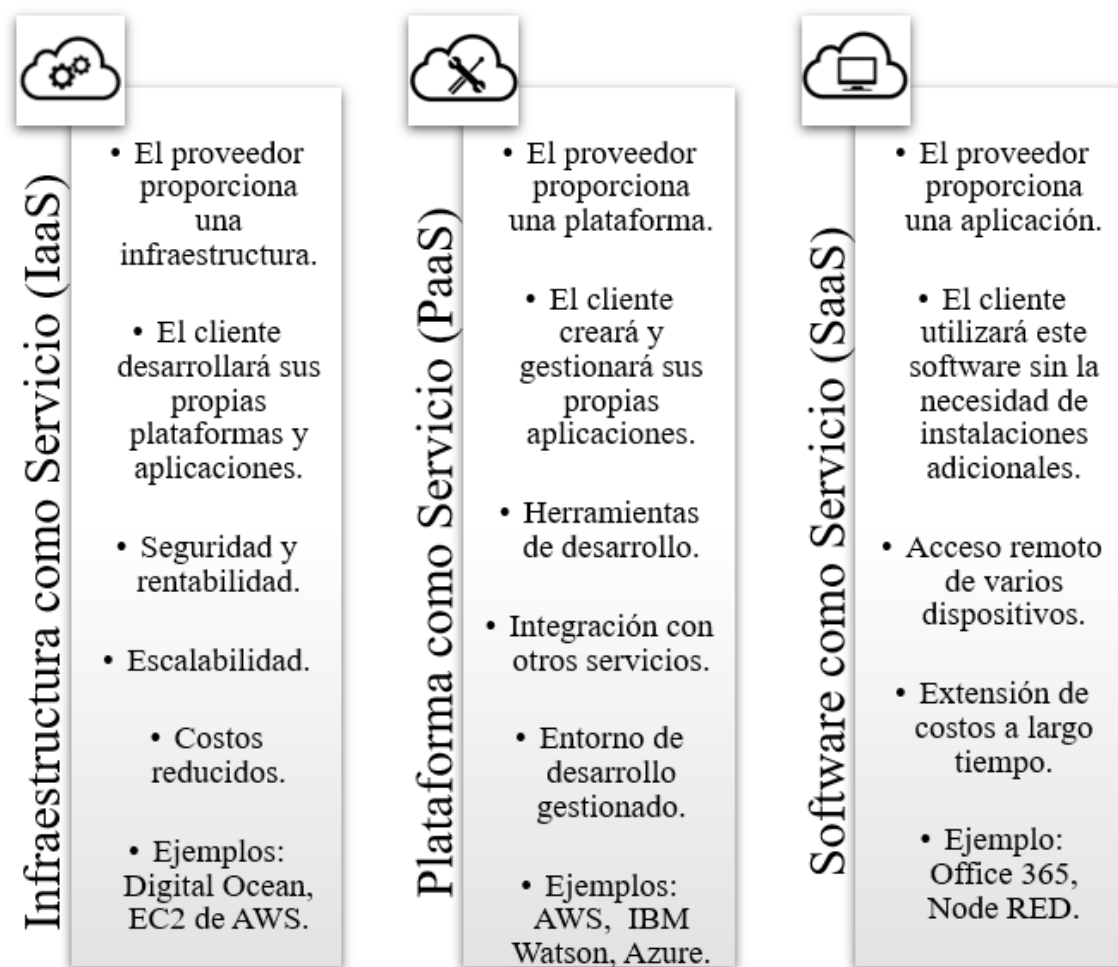 Infraestructura como Servicio (IaaS)
• El proveedor
proporciona
una
infraestructura.
• El cliente
desarrollará sus
propias
plataformas y
aplicaciones.
• Seguridad y
rentabilidad.
• Escalabilidad.
• Costos
reducidos.
• Ejemplos:
Digital Ocean,
EC2 de AWS.
Plataforma como Servicio (PaaS)
• El proveedor
proporciona
una plataforma.
• El cliente
creará y
gestionará sus
propias
aplicaciones.
• Herramientas
de desarrollo.
• Integración con
otros servicios.
• Entorno de
desarrollo
gestionado.
• Ejemplos:
AWS, IBM
Watson, Azure.
Software como Servicio (SaaS)
• El proveedor
proporciona
una aplicación.
• El cliente
utilizará este
software sin la
necesidad de
instalaciones
adicionales.
• Acceso remoto
de varios
dispositivos.
• Extensión de
costos a largo
tiempo.
• Ejemplo:
Office 365,
Node RED.